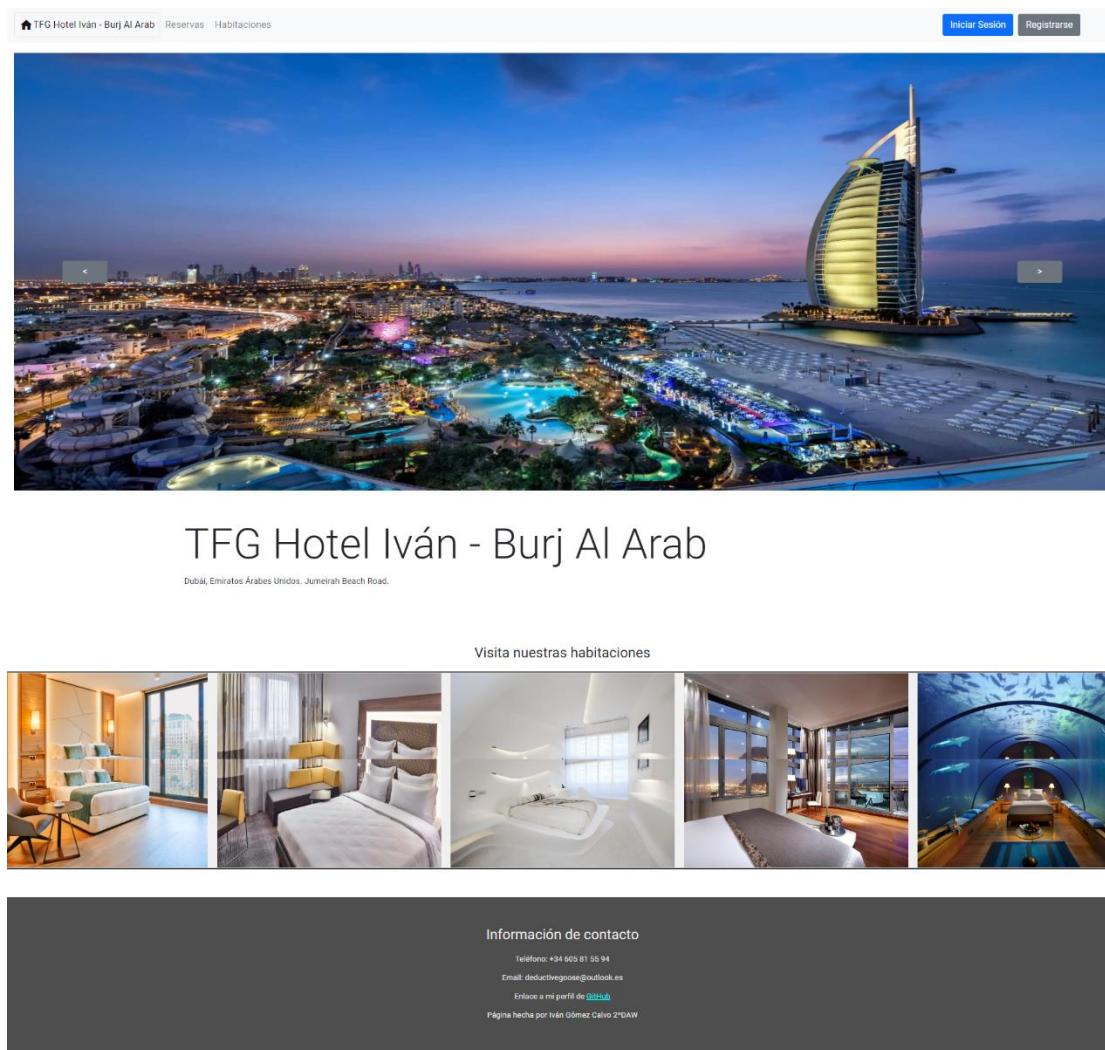 TFG Hotel Iván - Burj Al Arab Reservas Habitaciones Iniciar Sesión Registrarse
< >
TFG Hotel Iván - Burj Al Arab
Dubái, Emiratos Árabes Unidos. Jumeirah Beach Road.
Visita nuestras habitaciones
Información de contacto
Teléfono: +34 605 81 55 94
Email: deductivegoose@outlook.es
Enlace a mi perfil de GitHub
Página hecha por Iván Gómez Calvo 2ºDAW